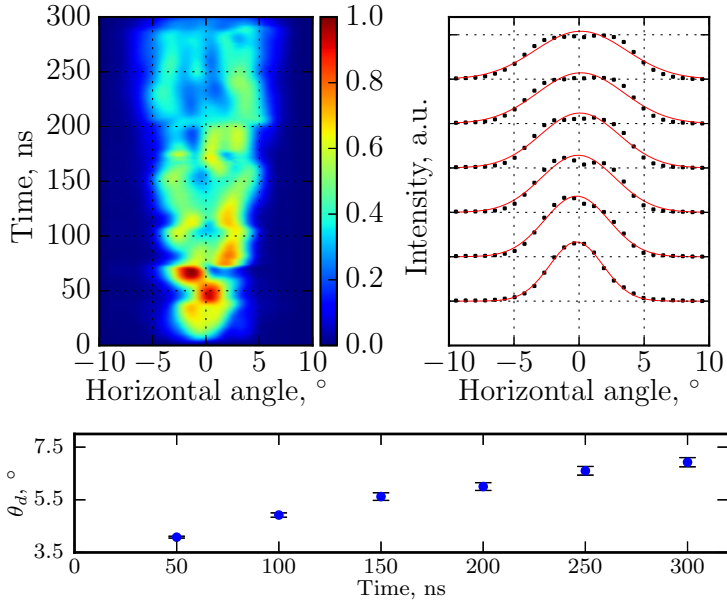 300
250
200
150
100
50
0
Time, ns
−10 −5 0 5 10
Horizontal angle, °
1.0
0.8
0.6
0.4
0.2
0.0
Intensity, a.u.
−10 −5 0 5 10
Horizontal angle, °
7.5
5.5
3.5
θd, °
0 50 100 150 200 250 300
Time, ns